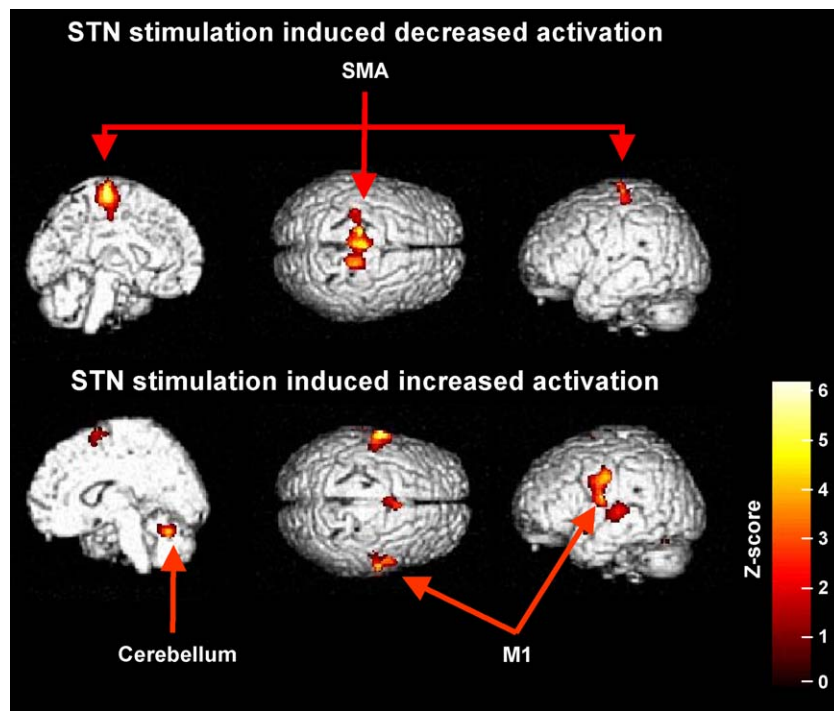 STN stimulation induced decreased activation
SMA
STN stimulation induced increased activation
6
5
4
3
2
1
0
Z-score
Cerebellum
M1